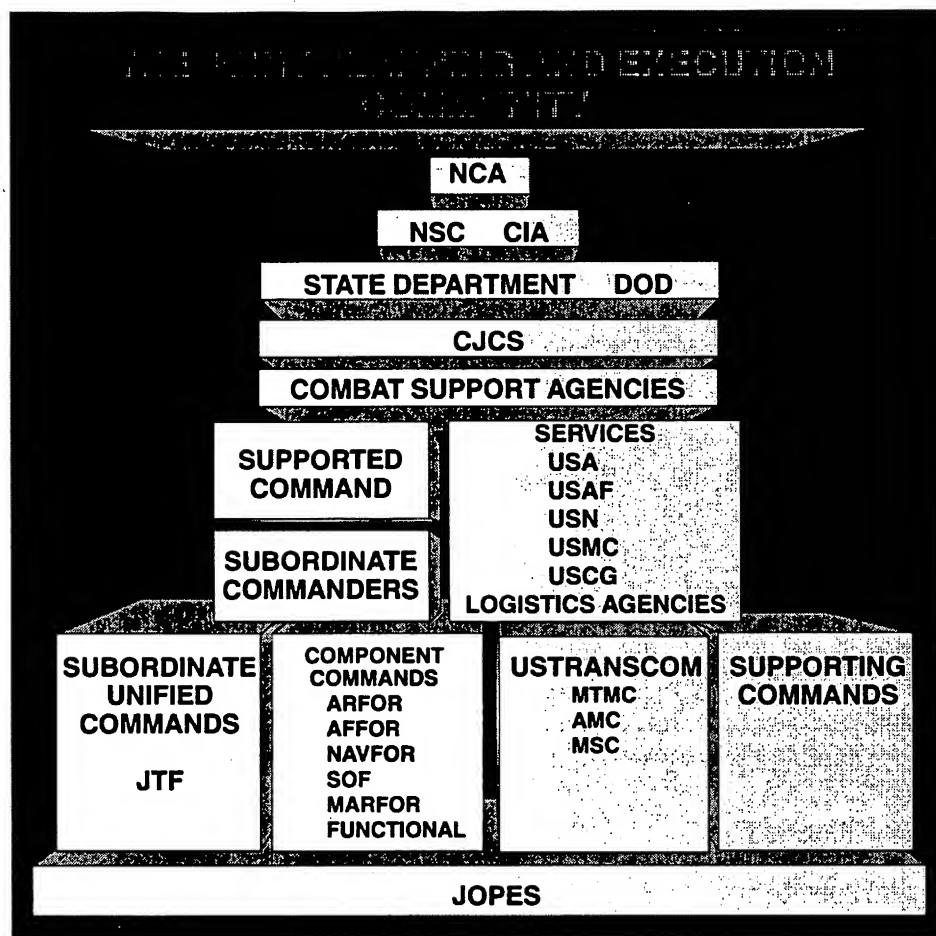 AND EXECUTION
NCA
NSC CIA
STATE DEPARTMENT DOD
CJCS
COMBAT SUPPORT AGENCIES
SUPPORTED
COMMAND
SUBORDINATE
COMMANDERS
SERVICES
USA
USAF
USN
USMC
USCG
LOGISTICS AGENCIES
SUBORDINATE
UNIFIED
COMMANDS
JTF
COMPONENT
COMMANDS
ARFOR
AFFOR
NAVFOR
SOF
MARFOR
FUNCTIONAL
USTRANSCOM
MTMC
AMC
MSC
SUPPORTING
COMMANDS
JOPES